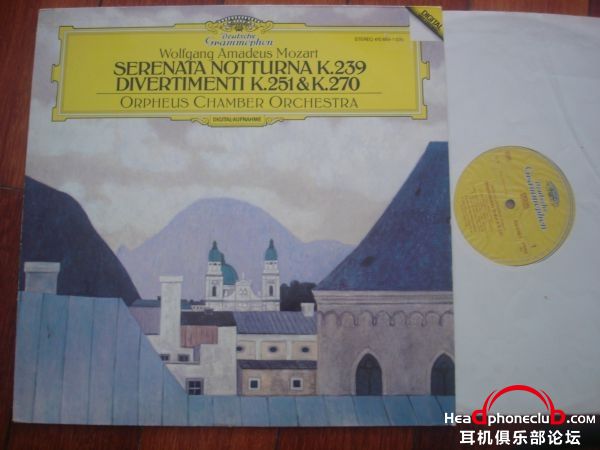 Deutsche
Grammophon
STEREO
DIGITAL
Wolfgang Amadeus Mozart
SERENATA NOTTURNA K.239
DIVERTIMENTI K.251 & K.270
ORPHEUS CHAMBER ORCHESTRA
DIGITAL-AUFNAHME
Deutsche
Grammophon
Headphoneclub.com
耳机俱乐部论坛